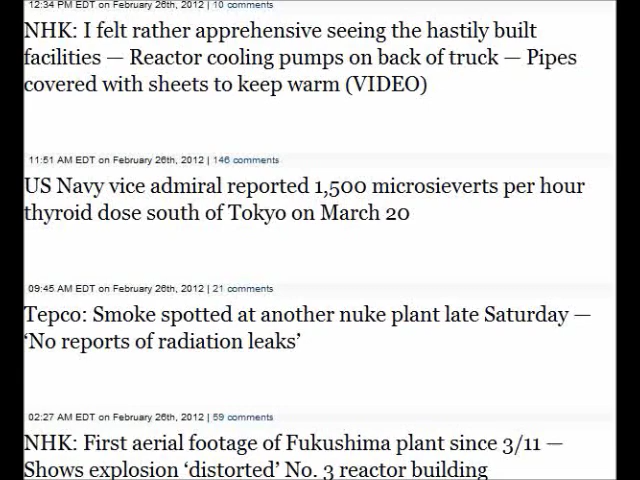 12:34 PM EDT on February 26th, 2012 | 10 comments
NHK: I felt rather apprehensive seeing the hastily built
facilities — Reactor cooling pumps on back of truck — Pipes
covered with sheets to keep warm (VIDEO)
11:51 AM EDT on February 26th, 2012 | 146 comments
US Navy vice admiral reported 1,500 microsieverts per hour
thyroid dose south of Tokyo on March 20
09:45 AM EDT on February 26th, 2012 | 21 comments
Tepco: Smoke spotted at another nuke plant late Saturday —
‘No reports of radiation leaks’
02:27 AM EDT on February 26th, 2012 | 59 comments
NHK: First aerial footage of Fukushima plant since 3/11 —
Shows explosion ‘distorted’ No. 3 reactor building